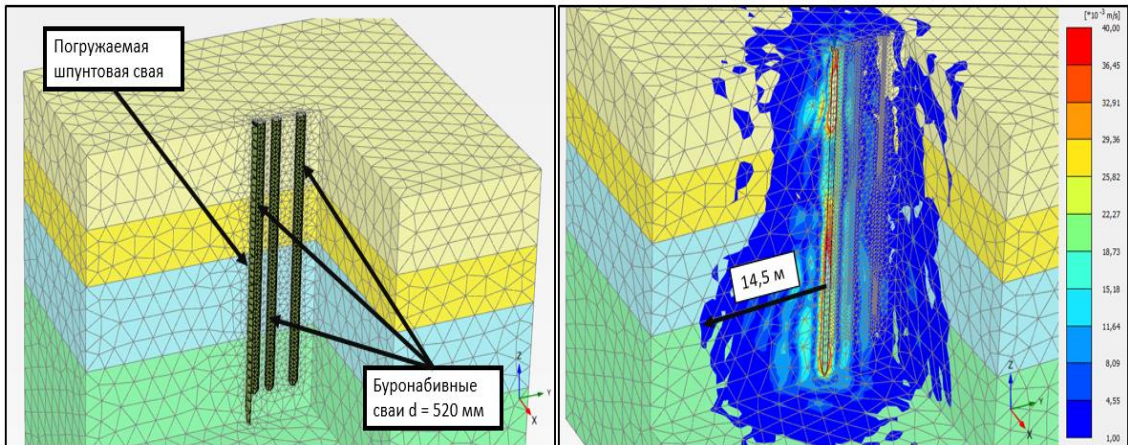 Погружаемая
шпунтовая свая
Буронабивные
сваи d = 520 мм
Z
Y
X
14,5 м
[*10⁻³ m/s]
40,00
36,45
32,91
29,36
25,82
22,27
18,73
15,18
11,64
8,09
4,55
1,00
Z
Y
X